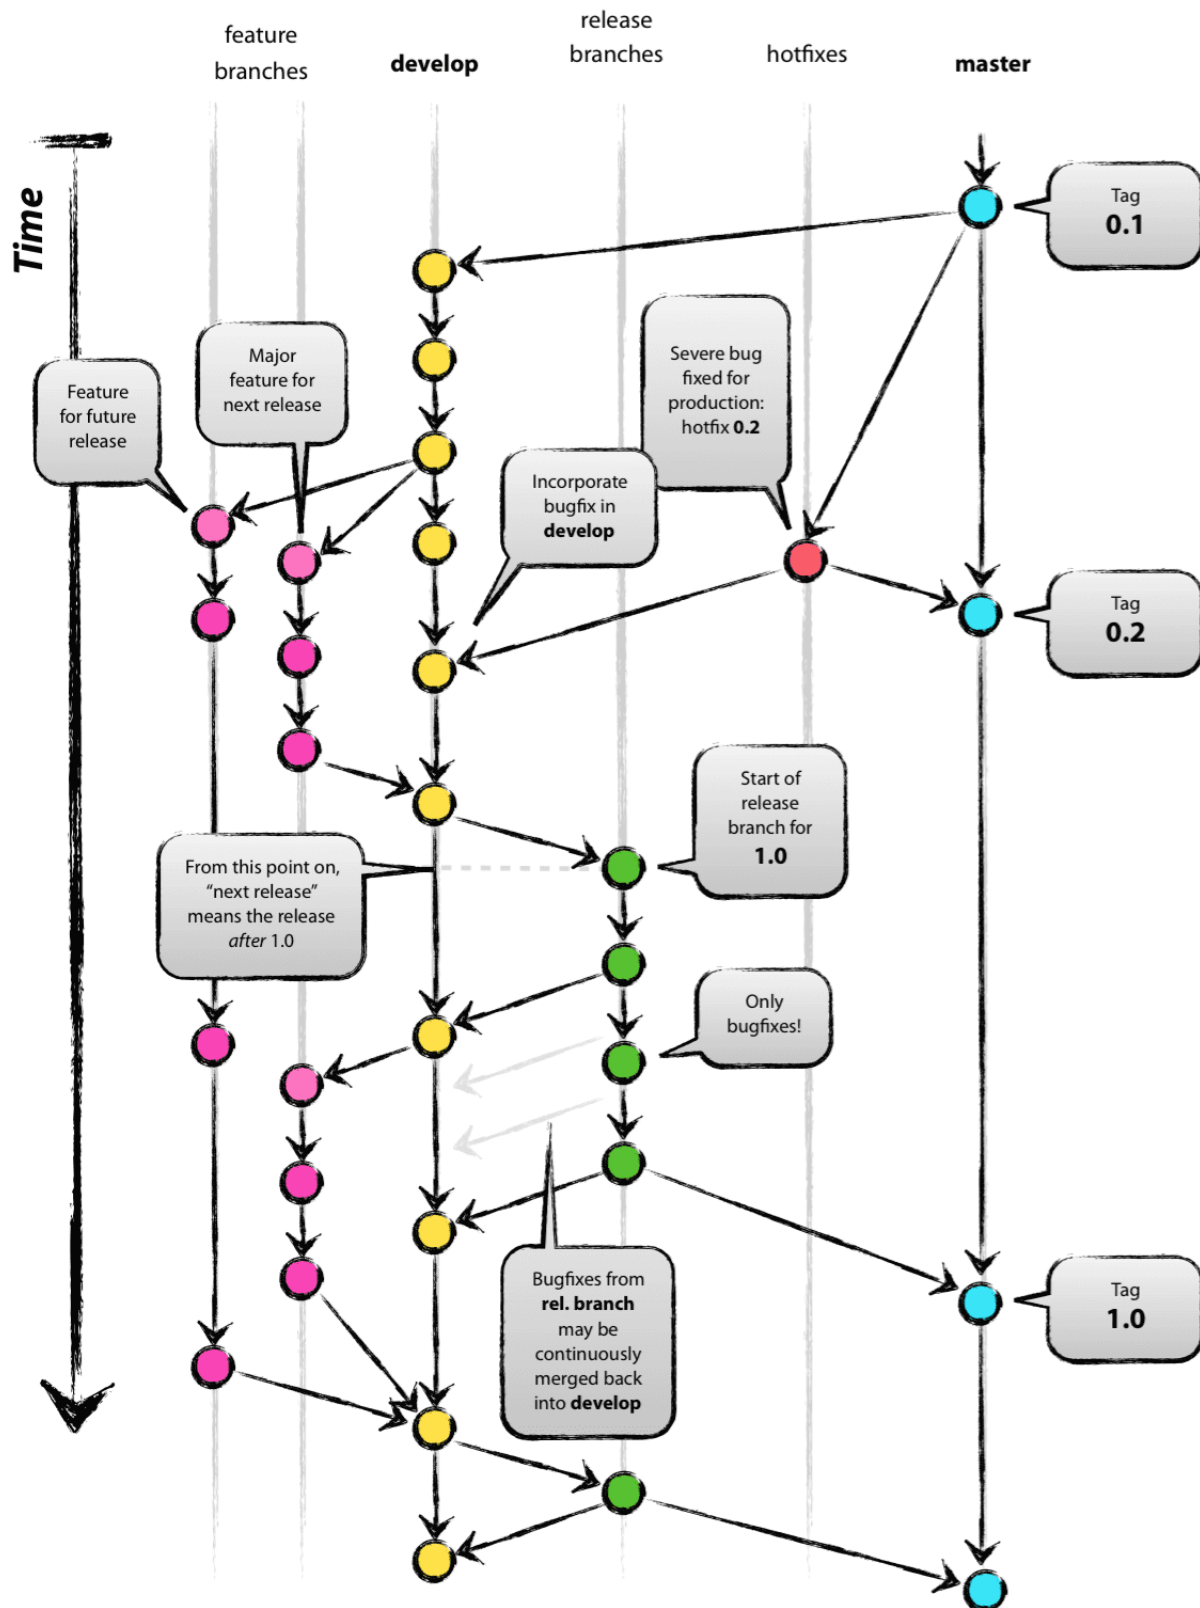 feature
branches
develop
release
branches
hotfixes
master
Time
Tag
0.1
Feature
for future
release
Major
feature for
next release
Severe bug
fixed for
production:
hotfix 0.2
Incorporate
bugfix in
develop
Tag
0.2
Start of
release
branch for
1.0
From this point on,
“next release”
means the release
after 1.0
Only
bugfixes!
Bugfixes from
rel. branch
may be
continuously
merged back
into develop
Tag
1.0